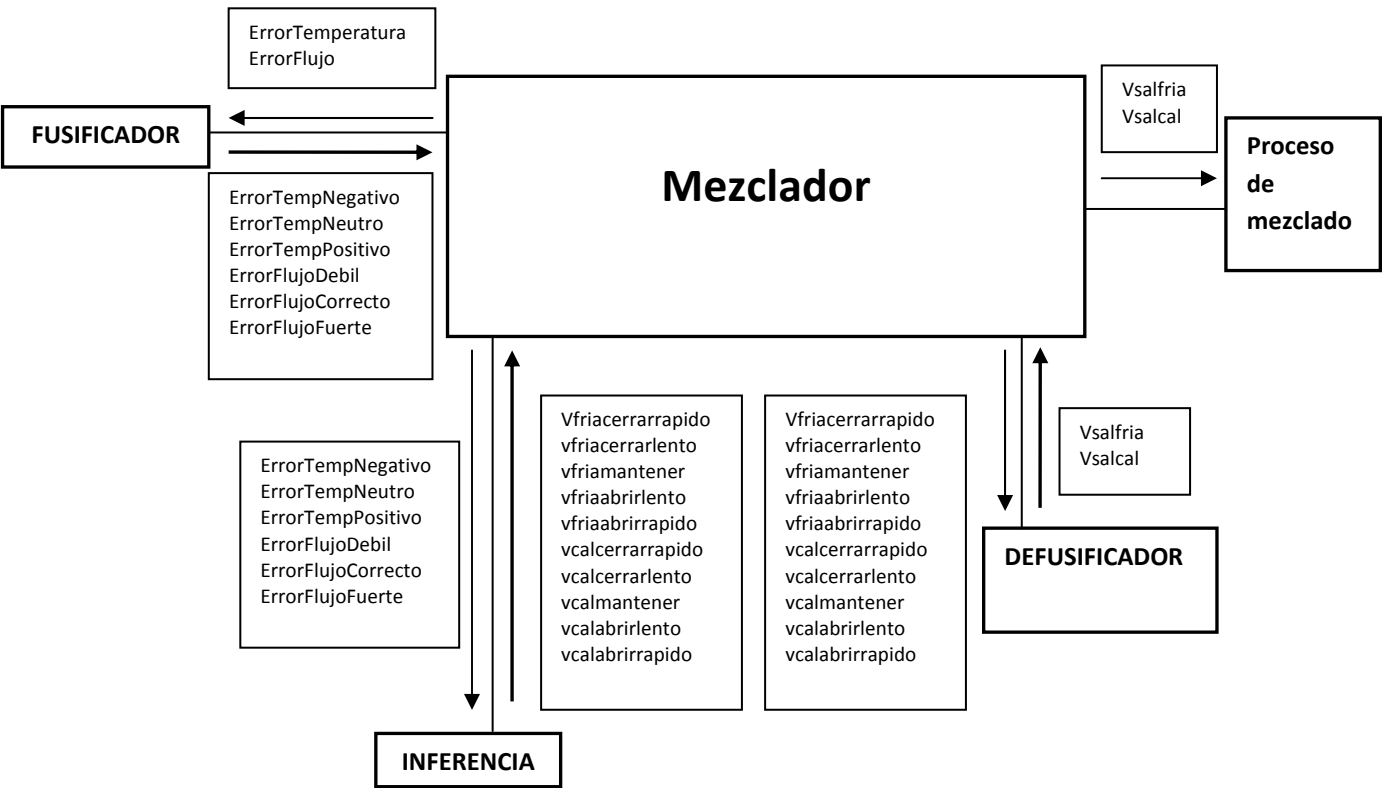 ErrorTemperatura
ErrorFlujo
FUSIFICADOR
ErrorTempNegativo
ErrorTempNeutro
ErrorTempPositivo
ErrorFlujoDebil
ErrorFlujoCorrecto
ErrorFlujoFuerte
Mezclador
Vsalfria
Vsalcal
Proceso
de
mezclado
ErrorTempNegativo
ErrorTempNeutro
ErrorTempPositivo
ErrorFlujoDebil
ErrorFlujoCorrecto
ErrorFlujoFuerte
Vfriacerrarrapido
vfriacerrarlento
vfriamantener
vfriaabrirlento
vfriaabrirrapido
vcalcerrarrapido
vcalcerrarlento
vcalmantener
vcalabrirlento
vcalabrirrapido
Vfriacerrarrapido
vfriacerrarlento
vfriamantener
vfriaabrirlento
vfriaabrirrapido
vcalcerrarrapido
vcalcerrarlento
vcalmantener
vcalabrirlento
vcalabrirrapido
Vsalfria
Vsalcal
DEFUSIFICADOR
INFERENCIA